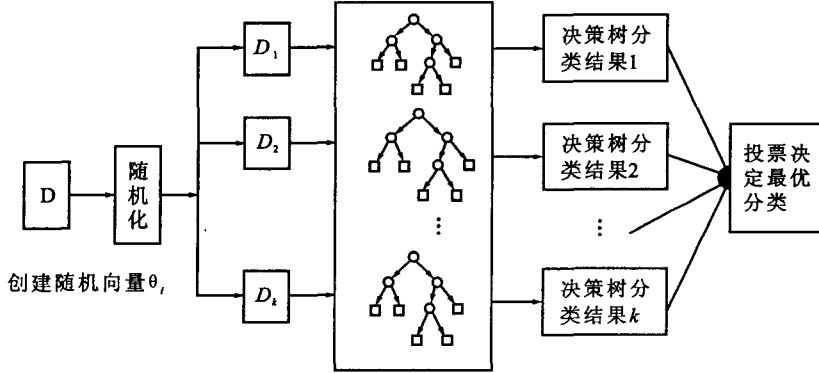 D
随机化
创建随机向量θi
D1
D2
Dk
⋮
决策树分
类结果1
决策树分
类结果2
⋮
决策树分
类结果k
投票决
定最优
分类